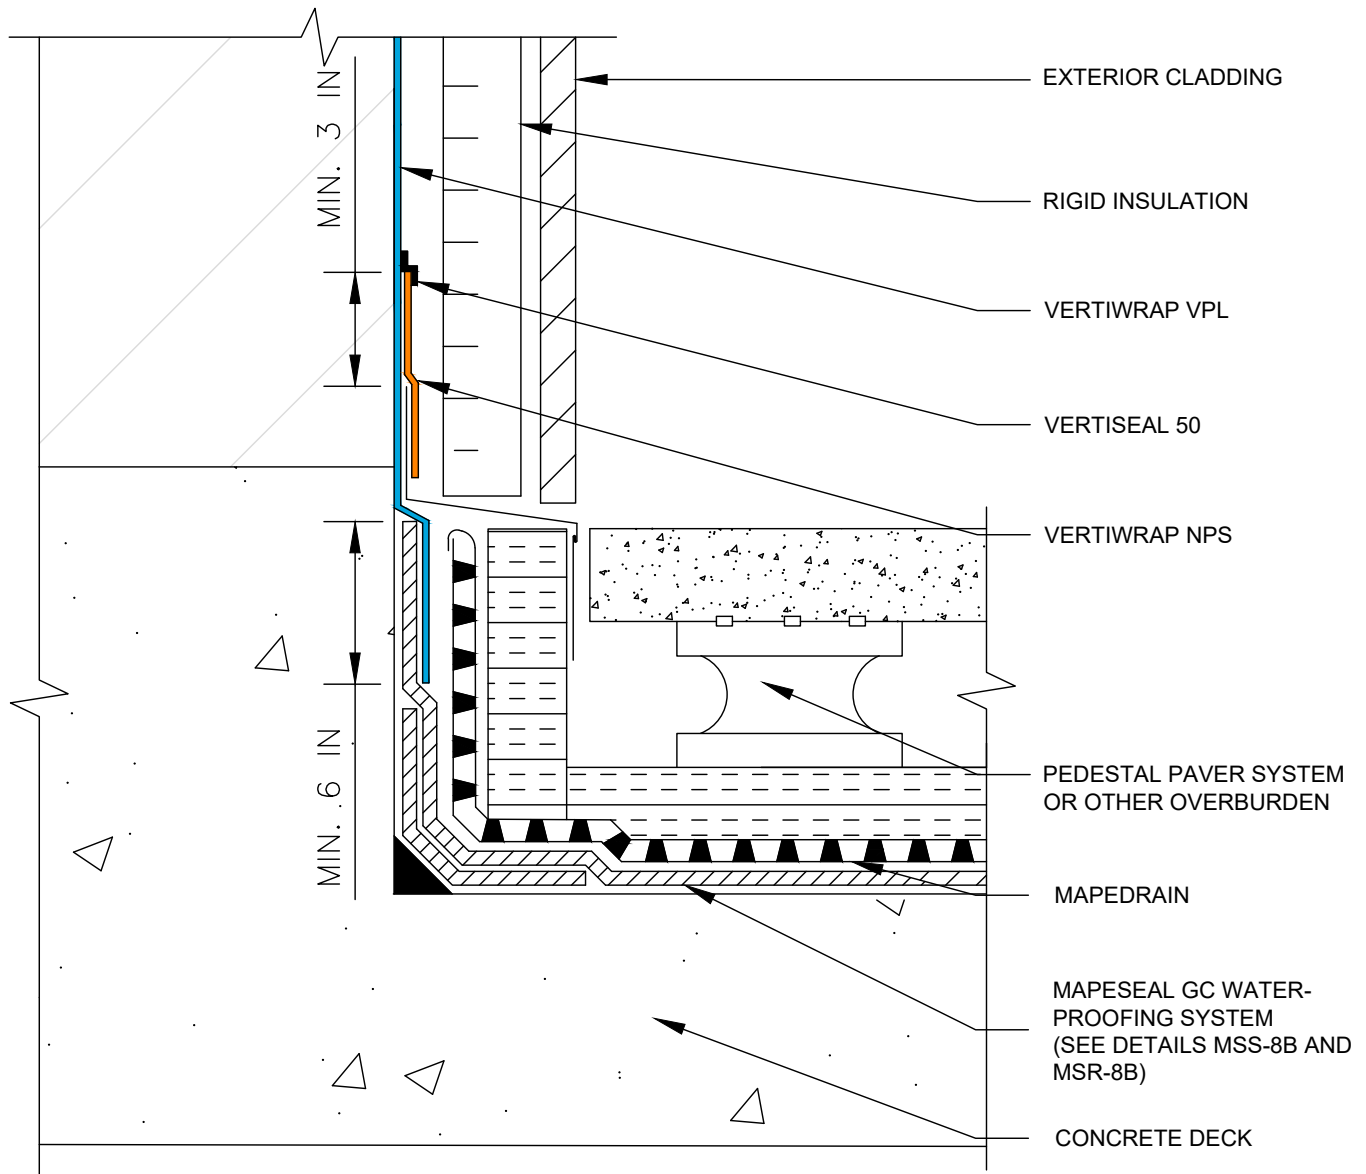 MIN. 3 IN
EXTERIOR CLADDING
RIGID INSULATION
VERTIWRAP VPL
VERTISEAL 50
VERTIWRAP NPS
MIN. 6 IN
PEDESTAL PAVER SYSTEM
OR OTHER OVERBURDEN
MAPEDRAIN
MAPESEAL GC WATER-
PROOFING SYSTEM
(SEE DETAILS MSS-8B AND
MSR-8B)
CONCRETE DECK